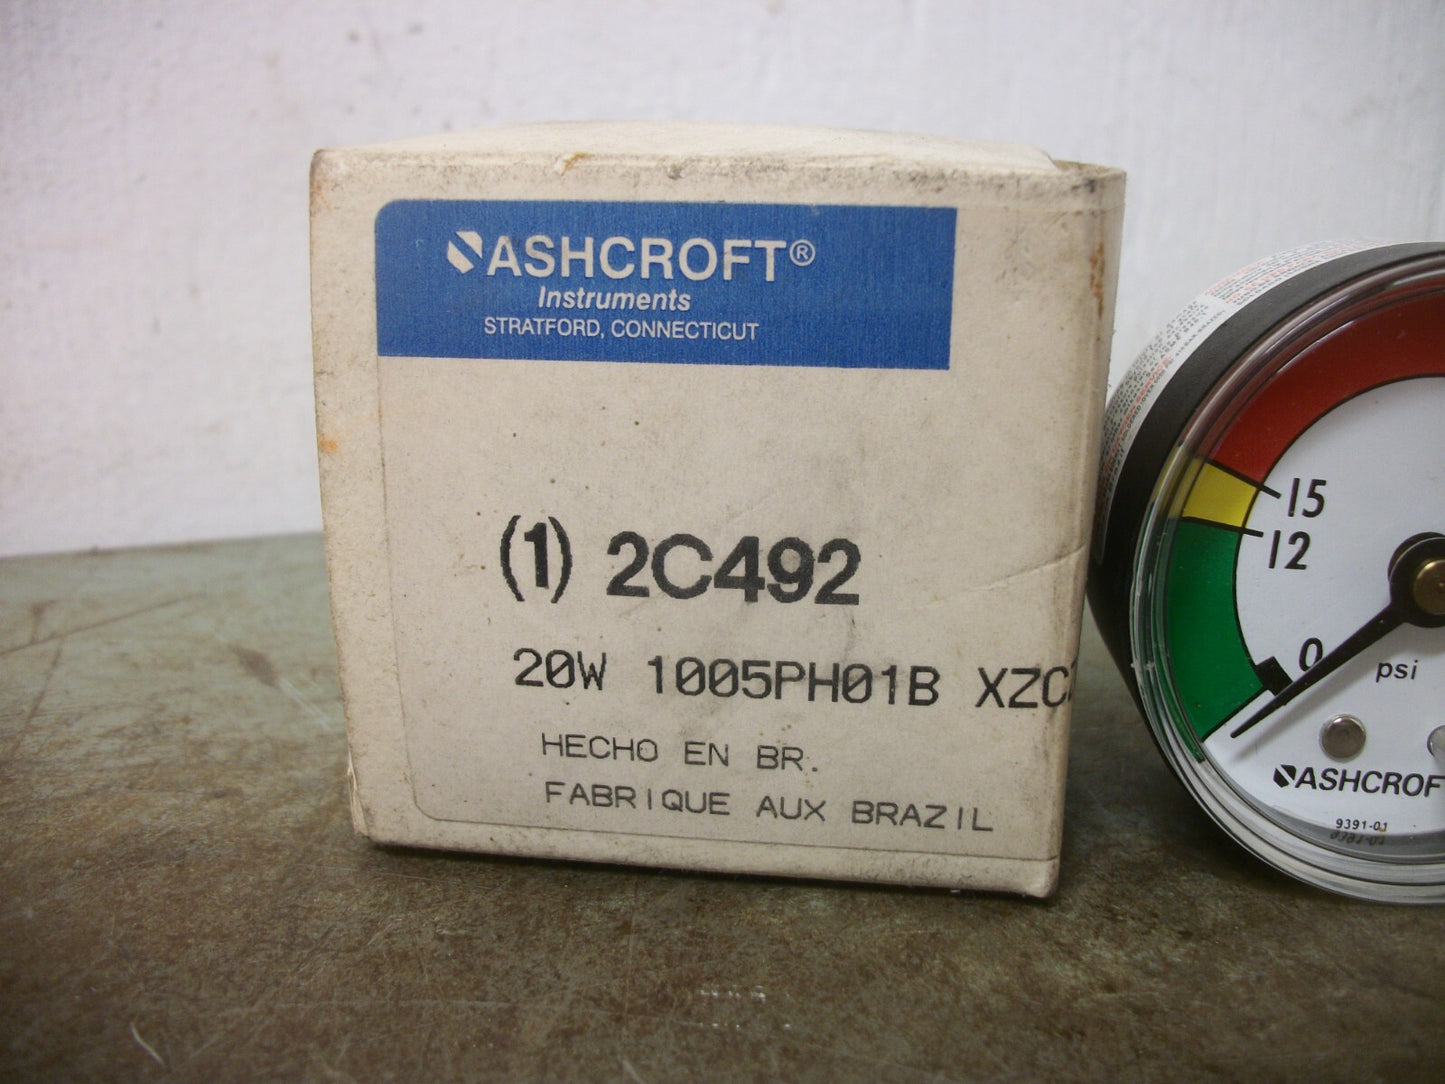 ASHCROFT®
Instruments
STRATFORD, CONNECTICUT
(1) 2C492
20W 1005PH01B
HECHO EN BR.
FABRIQUE AUX BRAZIL
15
12
0
psi
ASHCROFT
9391-01